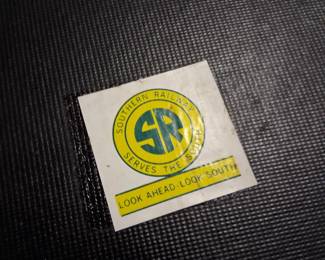 SOUTHERN RAILWAY
SR
SERVES THE SOUTH
LOOK AHEAD-LOOK SOUTH